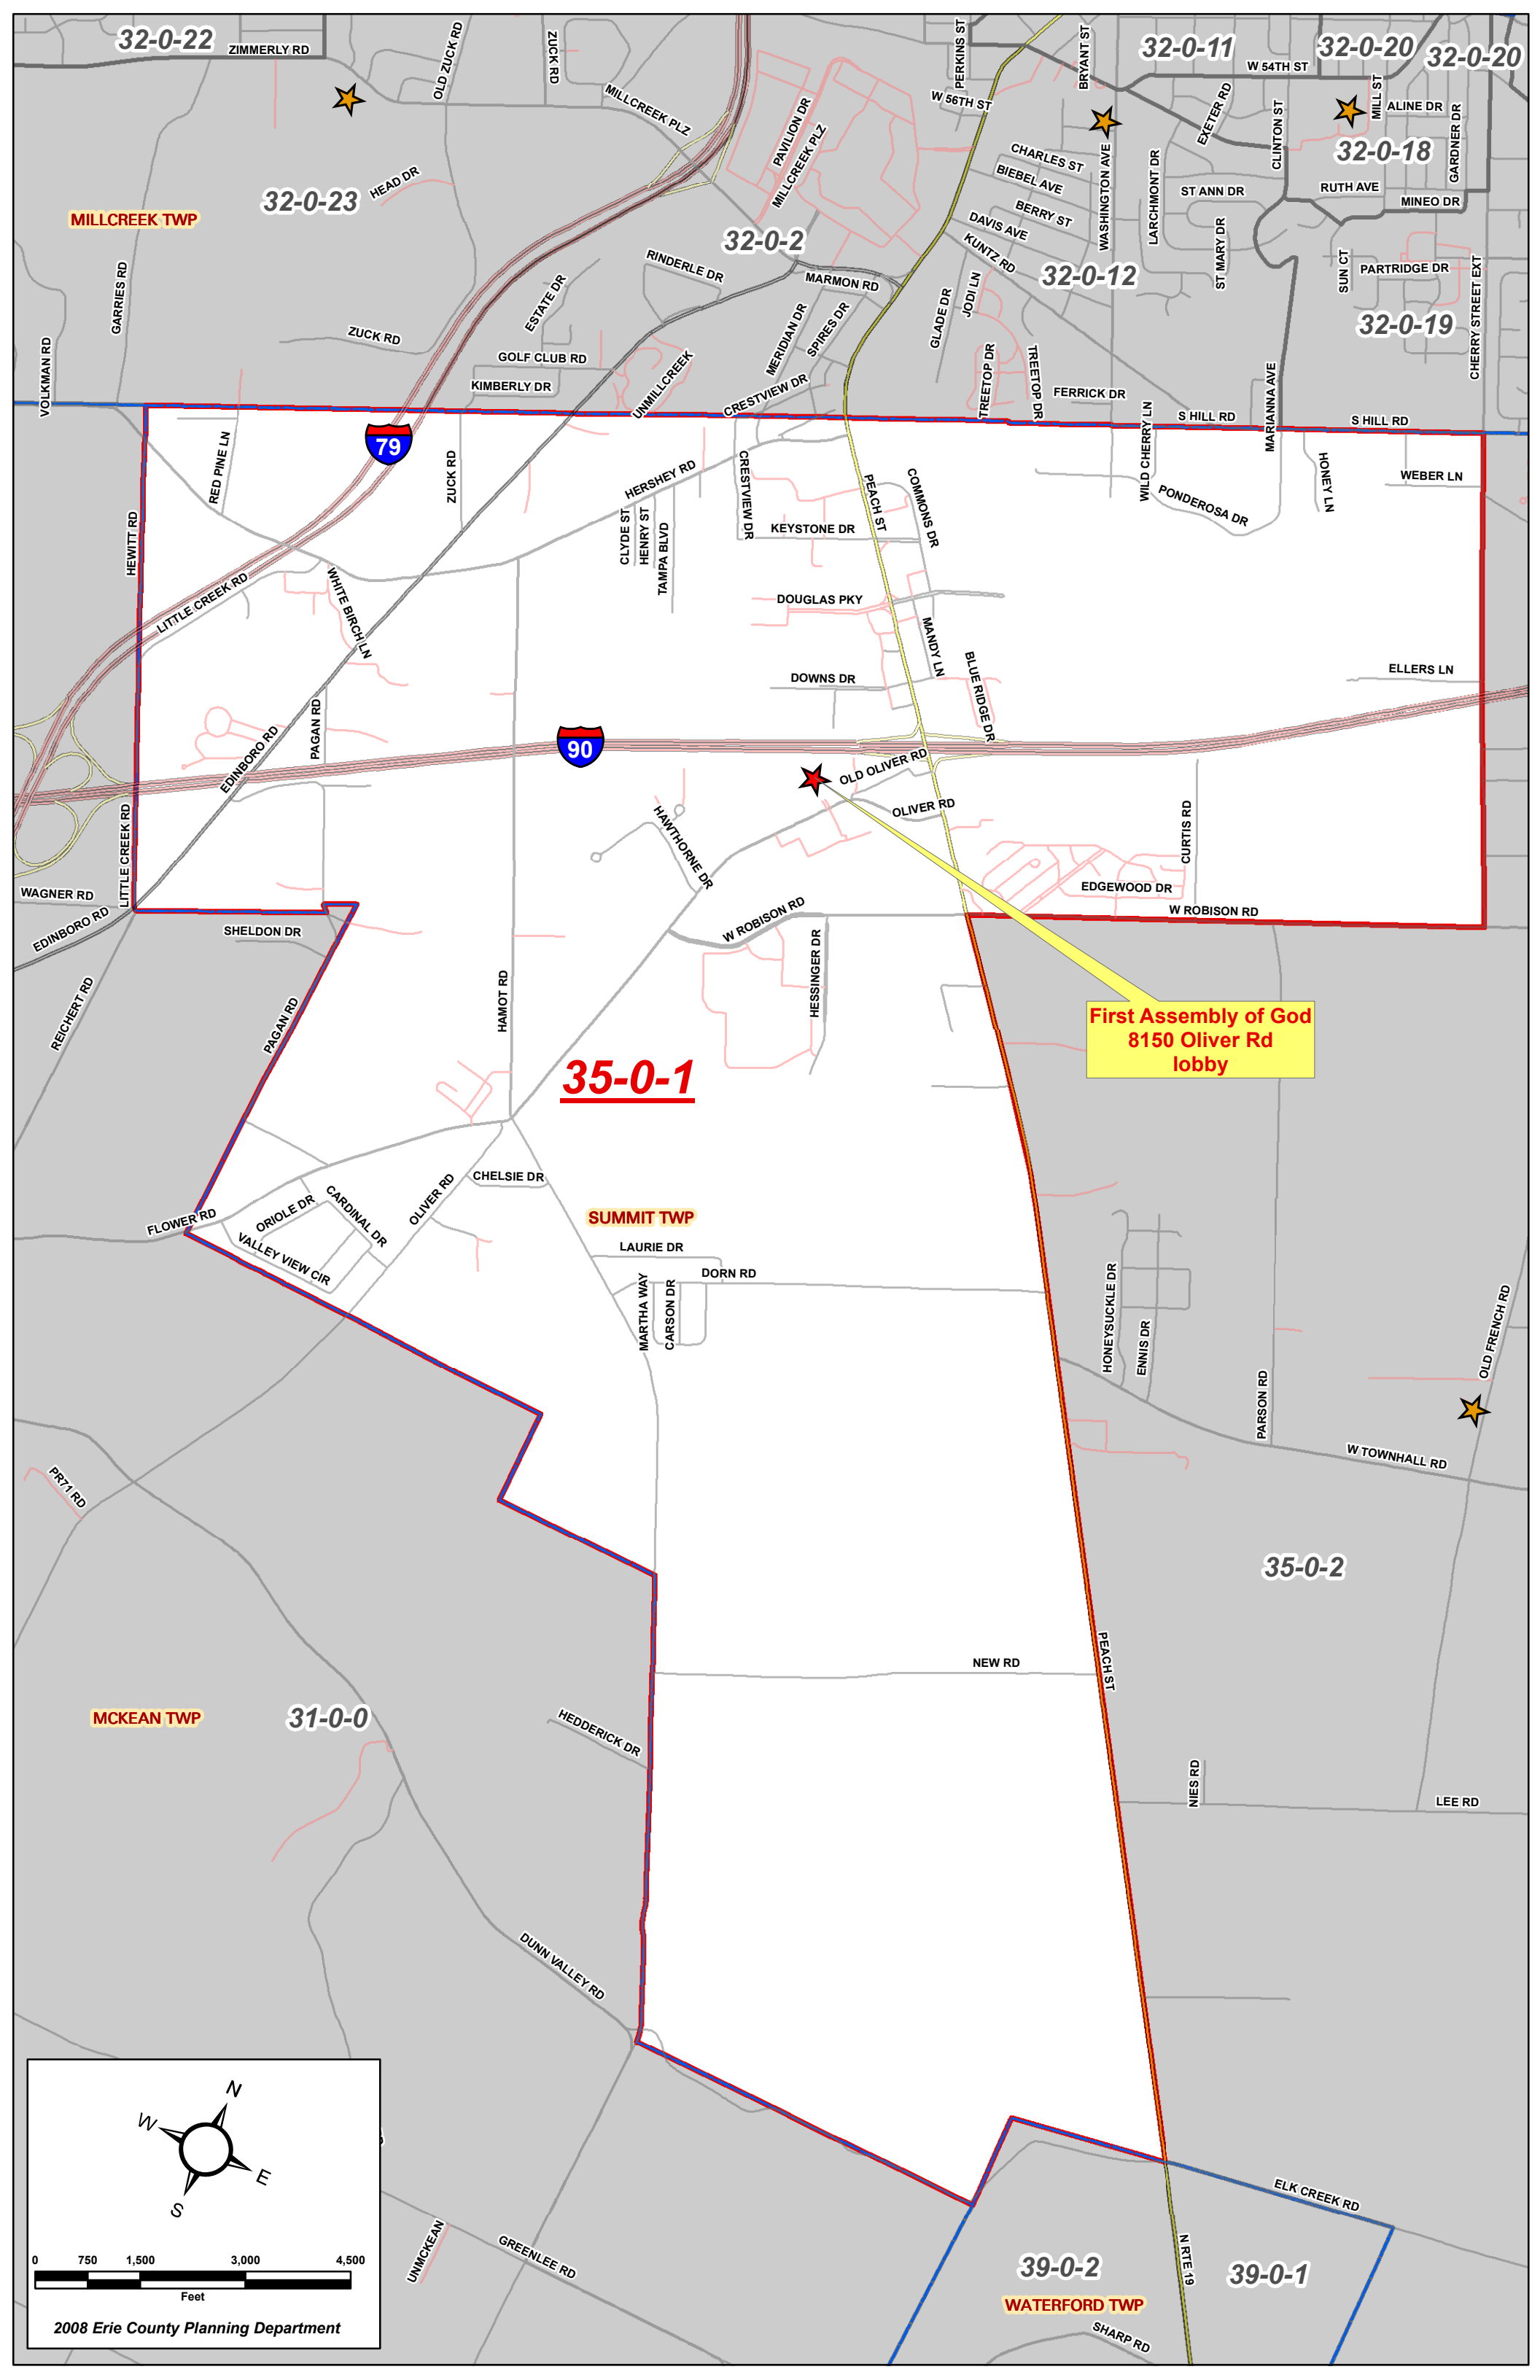 32-0-22
ZIMMERLY RD
OLD ZUCK RD
ZUCK RD
MILLCREEK PLZ
PAVILION DR
MILLCREEK PLZ
PERKINS ST
W 56TH ST
BRYANT ST
32-0-11
W 54TH ST
32-0-20
32-0-20
EXETER RD
CLINTON ST
MILL ST
ALINE DR
GARDNER DR
32-0-18
CHARLES ST
BIEBEL AVE
BERRY ST
DAVIS AVE
KUNTZ RD
WASHINGTON AVE
LARCHMONT DR
ST ANN DR
ST MARY DR
RUTH AVE
MINEO DR
32-0-23
HEAD DR
MILLCREEK TWP
32-0-2
32-0-12
SUN CT
PARTRIDGE DR
CHERRY STREET EXT
32-0-19
GARRIES RD
VOLKMAN RD
ZUCK RD
ESTATE DR
RINDERLE DR
MARMON RD
MERIDIAN DR
SPIRES DR
GLADE DR
JODI LN
GOLF CLUB RD
KIMBERLY DR
UNMILLCREEK
CRESTVIEW DR
TREETOP DR
TREETOP DR
FERRICK DR
S HILL RD
MARIANNA AVE
S HILL RD
79
RED PINE LN
ZUCK RD
HERSHEY RD
CRESTVIEW DR
PEACH ST
COMMONS DR
WILD CHERRY LN
PONDEROSA DR
HONEY LN
WEBER LN
HEWITT RD
CLYDE ST
HENRY ST
TAMPA BLVD
KEYSTONE DR
LITTLE CREEK RD
WHITE BIRCH LN
DOUGLAS PKY
MANDY LN
BLUE RIDGE DR
DOWNS DR
ELLERS LN
PAGAN RD
EDINBORO RD
90
OLD OLIVER RD
OLIVER RD
HAWTHORNE DR
CURTIS RD
EDGEWOOD DR
W ROBISON RD
LITTLE CREEK RD
WAGNER RD
EDINBORO RD
SHELDON DR
W ROBISON RD
HESSINGER DR
REICHERT RD
PAGAN RD
HAMOT RD
First Assembly of God
8150 Oliver Rd
lobby
35-0-1
FLOWER RD
ORIOLE DR
CARDINAL DR
VALLEY VIEW CIR
OLIVER RD
CHELSIE DR
SUMMIT TWP
LAURIE DR
DORN RD
MARTHA WAY
CARSON DR
HONEYSUCKLE DR
ENNIS DR
PARSON RD
OLD FRENCH RD
W TOWNHALL RD
PR71 RD
35-0-2
MCKEAN TWP
31-0-0
NEW RD
PEACH ST
HEDDERICK DR
NIES RD
LEE RD
DUNN VALLEY RD
N
W
E
S
0 750 1,500 3,000 4,500
Feet
2008 Erie County Planning Department
UNMCKEAN
GREENLEE RD
ELK CREEK RD
N RTE 19
39-0-2
39-0-1
WATERFORD TWP
SHARP RD